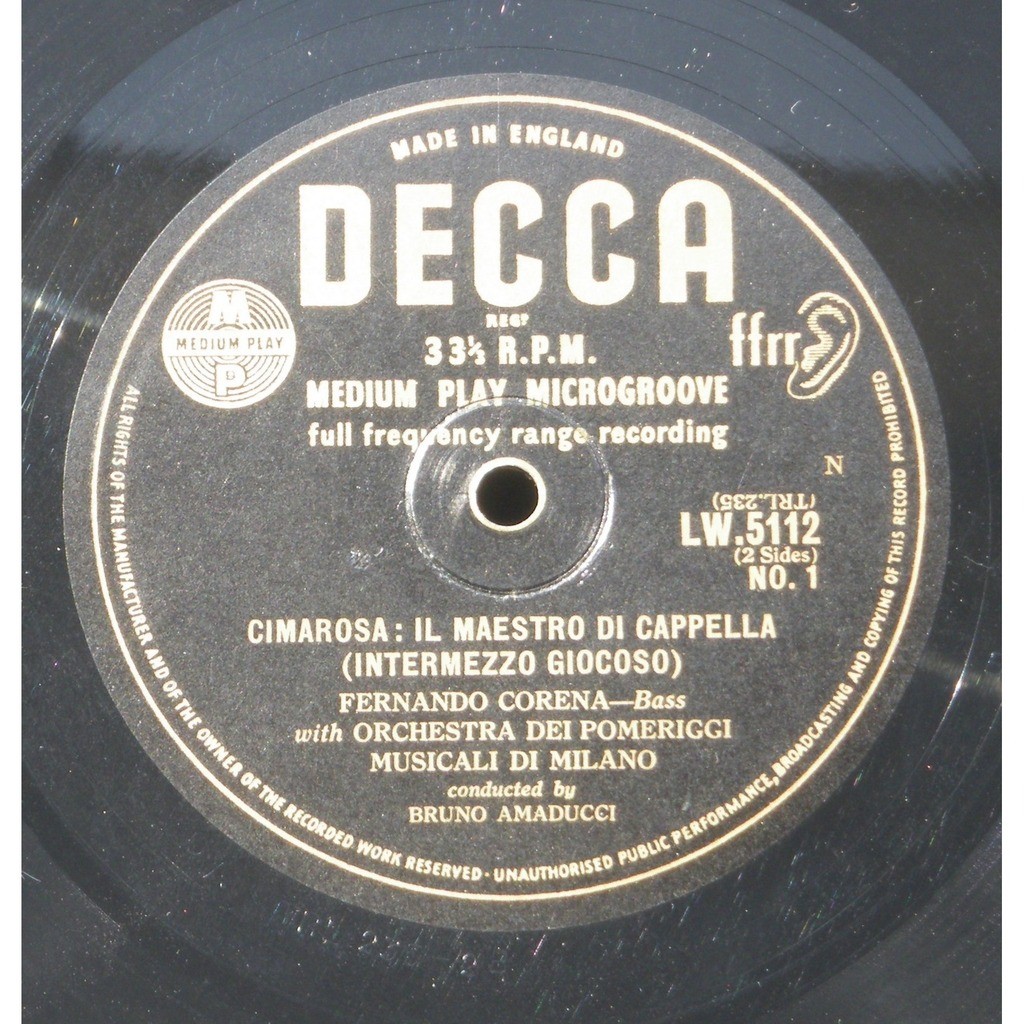 MADE IN ENGLAND
DECCA
REGD
33⅓ R.P.M.
M
MEDIUM PLAY
P
ffrr
MEDIUM PLAY MICROGROOVE
full frequency range recording
N
(TRL.235)
LW.5112
(2 Sides)
NO. 1
CIMAROSA: IL MAESTRO DI CAPPELLA
(INTERMEZZO GIOCOSO)
FERNANDO CORENA—Bass
with ORCHESTRA DEI POMERIGGI
MUSICALI DI MILANO
conducted by
BRUNO AMADUCCI
ALL RIGHTS OF THE MANUFACTURER AND OF THE OWNER OF THE RECORDED WORK RESERVED · UNAUTHORISED PUBLIC PERFORMANCE, BROADCASTING AND COPYING OF THIS RECORD PROHIBITED